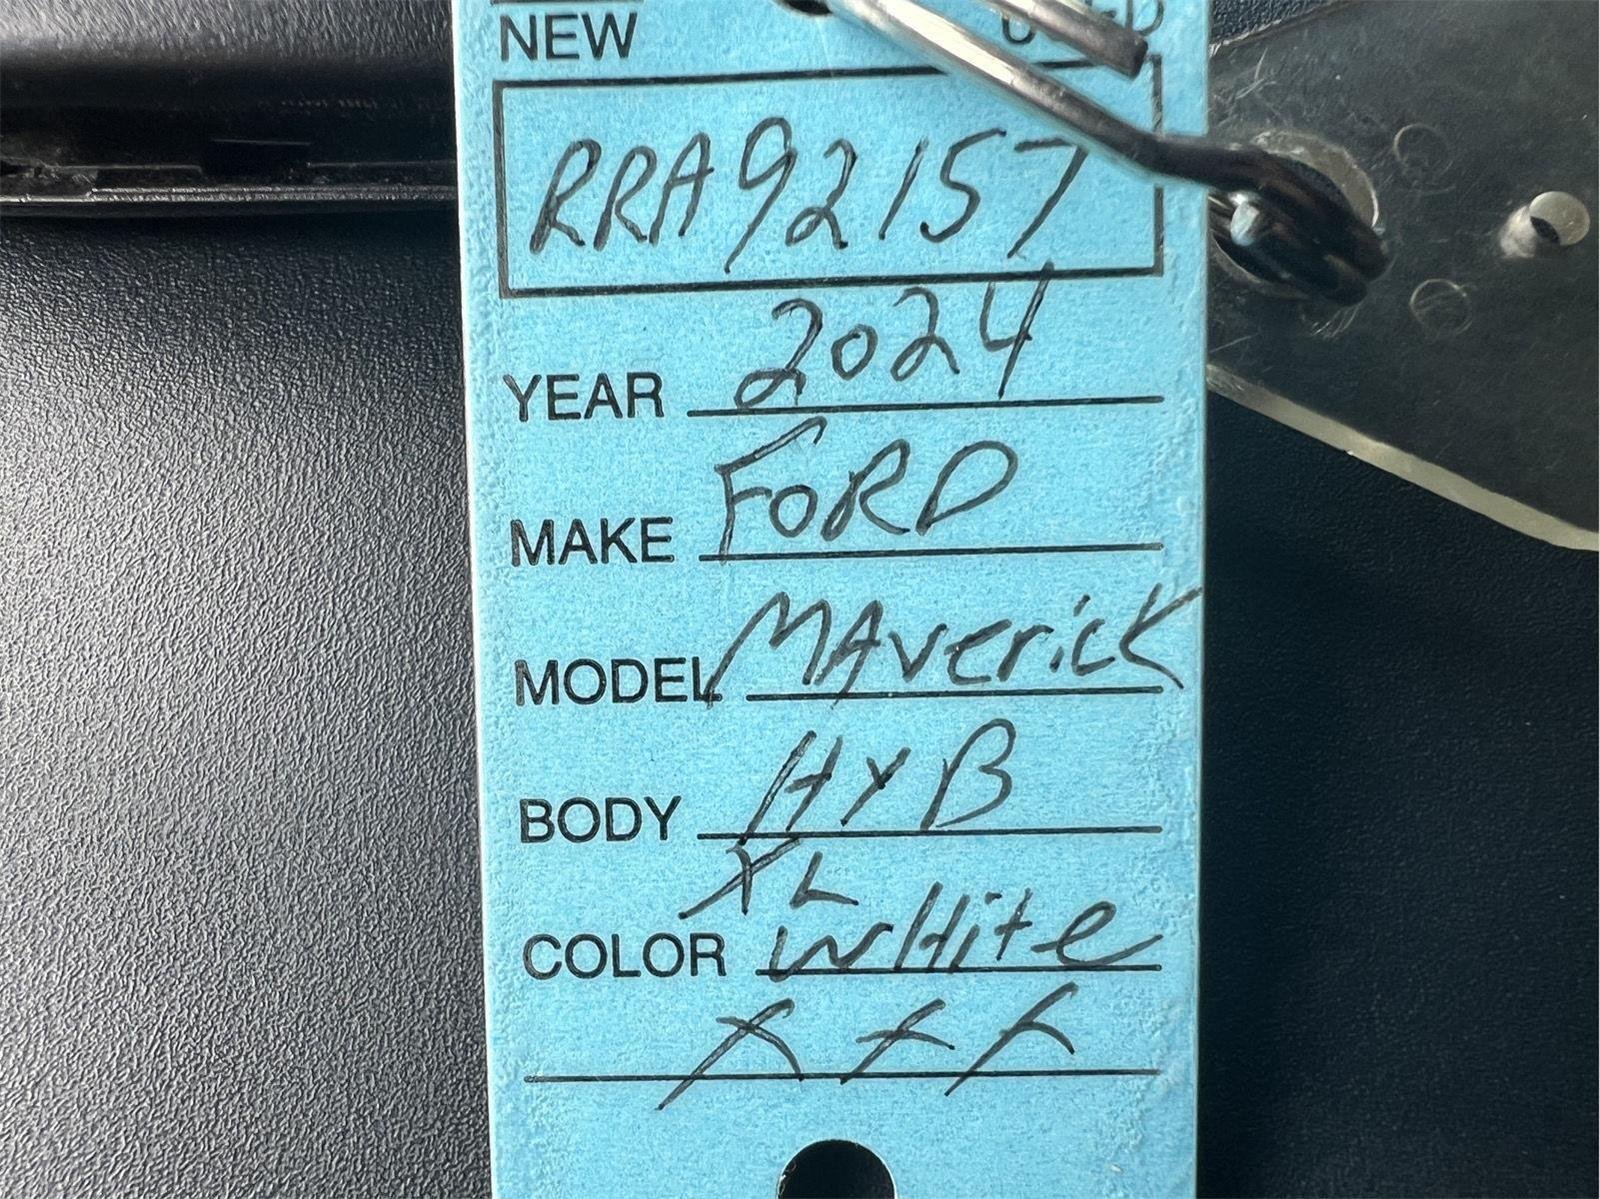 NEW
RRA92157
YEAR 2024
MAKE FORD
MODEL MAverick
BODY HYB
XL
COLOR wHite
XXX